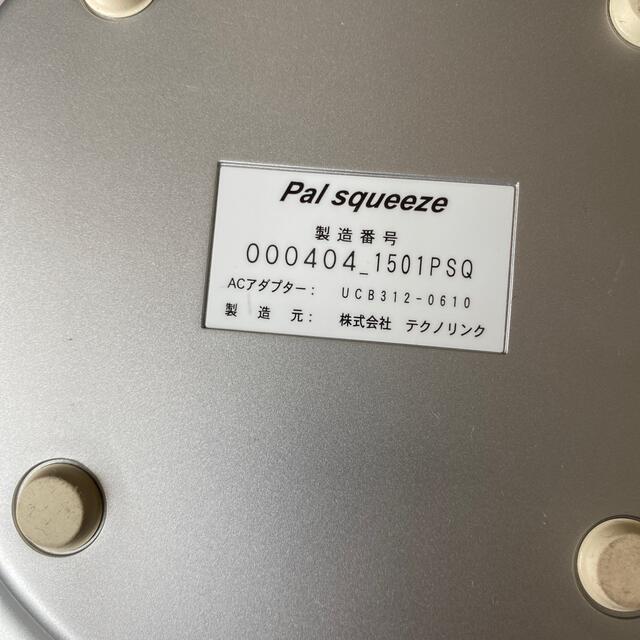 Pal squeeze
製造番号
000404_1501PSQ
ACアダプター： UCB312-0610
製 造 元： 株式会社 テクノリンク